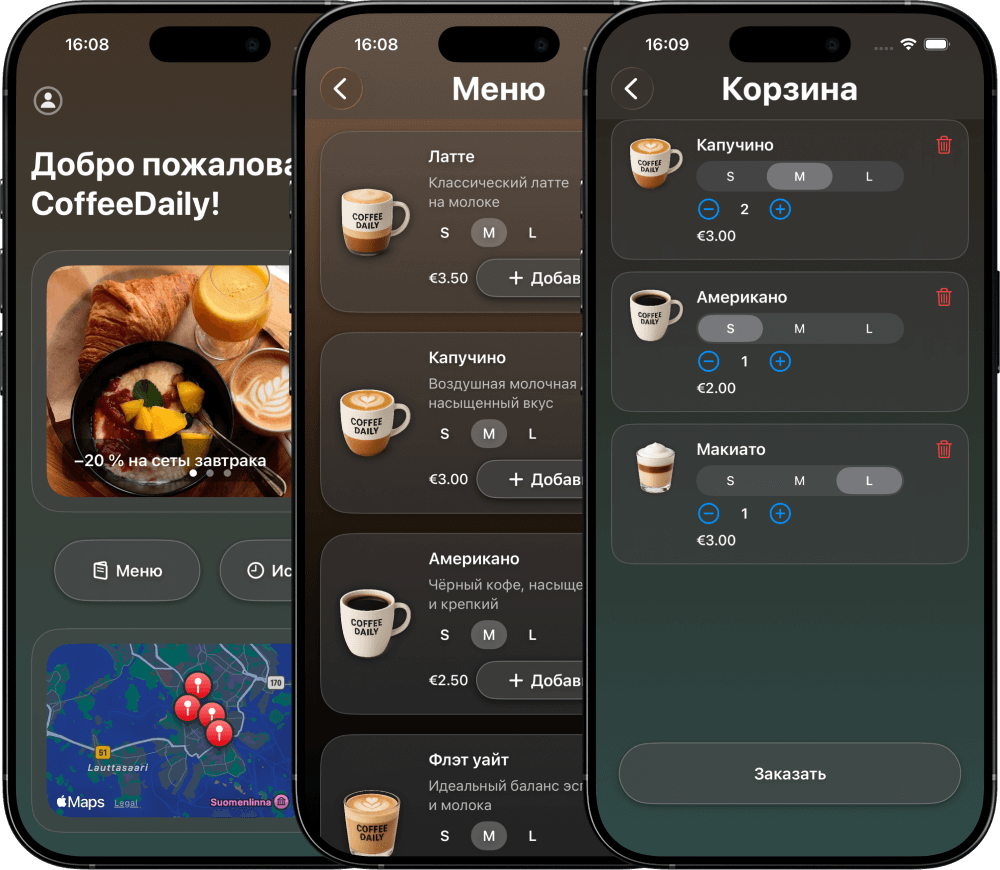 16:08
Добро пожалова
CoffeeDaily!
–20 % на сеты завтрака
Меню
Ис
170
51
Lauttasaari
Maps
Legal
Suomenlinna
16:08
Меню
Латте
Классический латте
на молоке
S M L
€3.50
+ Добав
COFFEE
DAILY
Капучино
Воздушная молочная
насыщенный вкус
S M L
€3.00
+ Добав
COFFEE
DAILY
Американо
Чёрный кофе, насыще
и крепкий
S M L
€2.50
+ Добав
COFFEE
DAILY
Флэт уайт
Идеальный баланс эсп
и молока
S M L
COFFEE
DAILY
16:09
Корзина
COFFEE
DAILY
Капучино
S M L
2
€3.00
COFFEE
DAILY
Американо
S M L
1
€2.00
Макиато
S M L
1
€3.00
Заказать